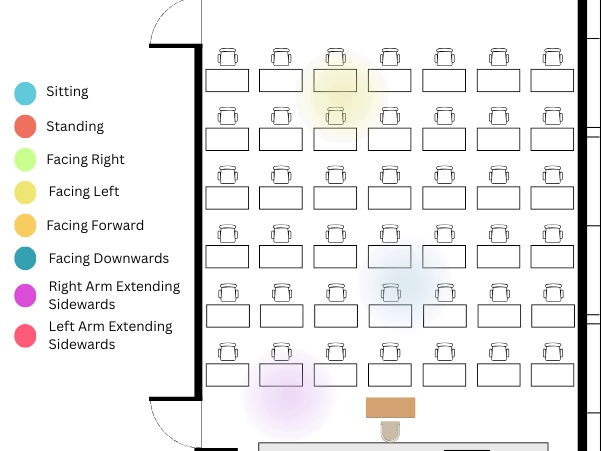 Sitting
Standing
Facing Right
Facing Left
Facing Forward
Facing Downwards
Right Arm Extending
Sidewards
Left Arm Extending
Sidewards